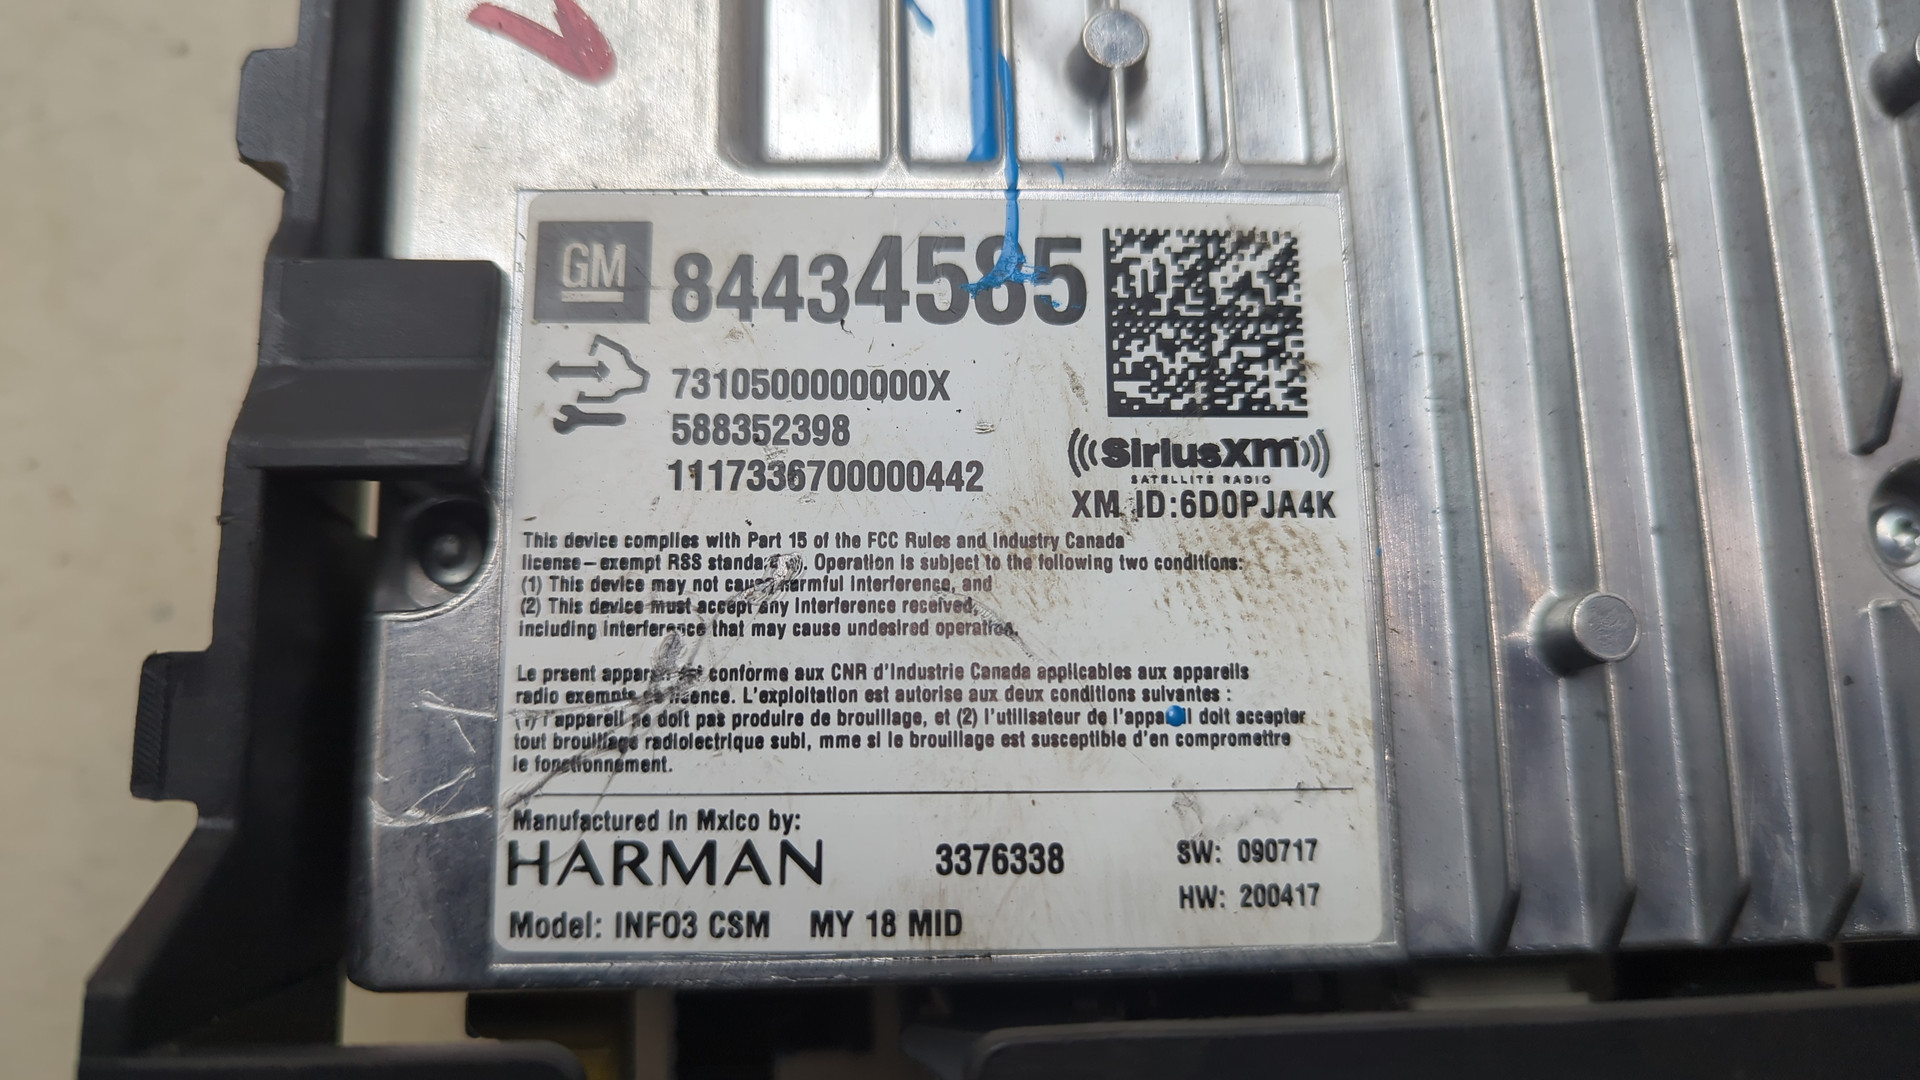 GM 84434585
7310500000000X
588352398
1117336700000442
((SiriusXM))
SATELLITE RADIO
XM ID:6D0PJA4K
This device complies with Part 15 of the FCC Rules and Industry Canada
license-exempt RSS standards. Operation is subject to the following two conditions:
(1) This device may not cause harmful interference, and
(2) This device must accept any interference received,
including interference that may cause undesired operation.
Le prsent appareil est conforme aux CNR d'Industrie Canada applicables aux appareils
radio exempts de licence. L'exploitation est autorise aux deux conditions suivantes :
(1) l'appareil ne doit pas produire de brouillage, et (2) l'utilisateur de l'appareil doit accepter
tout brouillage radiolectrique subi, mme si le brouillage est susceptible d'en compromettre
le fonctionnement.
Manufactured in Mxico by:
HARMAN 3376338 SW: 090717
HW: 200417
Model: INFO3 CSM MY 18 MID